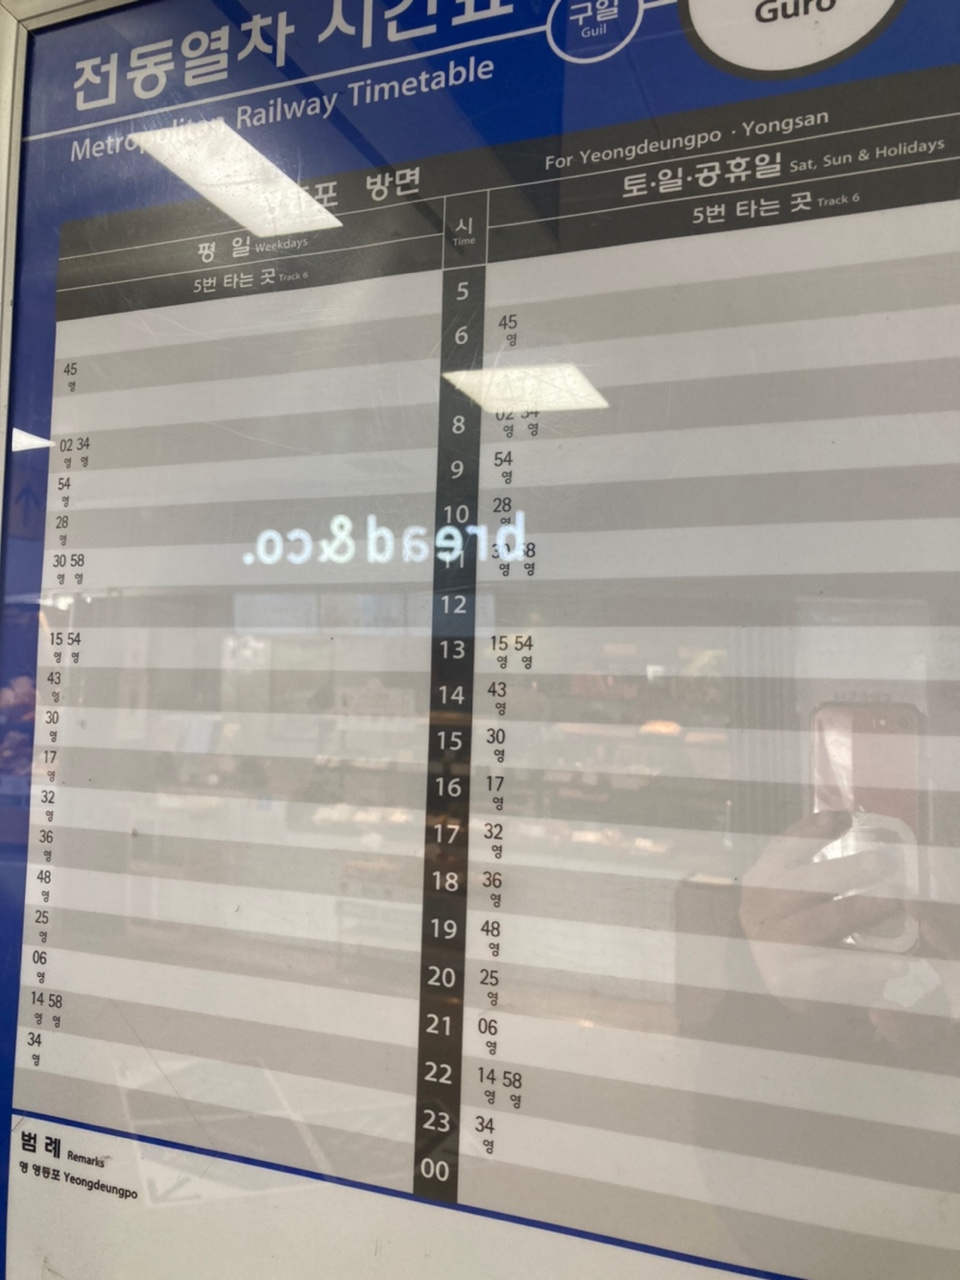 전동열차 시간표
구일
Guil
Guro
Metropolitan Railway Timetable
방면
For Yeongdeungpo · Yongsan
평 일 Weekdays
시
Time
토·일·공휴일 Sat, Sun & Holidays
5번 타는 곳 Track 6
5번 타는 곳 Track 6
5
6 45
영
45
영
02 34
영 영
8 02 34
영 영
54
영
9 54
영
28
영
10 28
영
30 58
영 영
11 30 58
영 영
bread&co.
12
15 54
영 영
13 15 54
영 영
43
영
14 43
영
30
영
15 30
영
17
영
16 17
영
32
영
17 32
영
36
영
18 36
영
48
영
19 48
영
25
영
20 25
영
06
영
21 06
영
14 58
영 영
22 14 58
영 영
34
영
23 34
영
00
범 례 Remarks
영 영등포 Yeongdeungpo